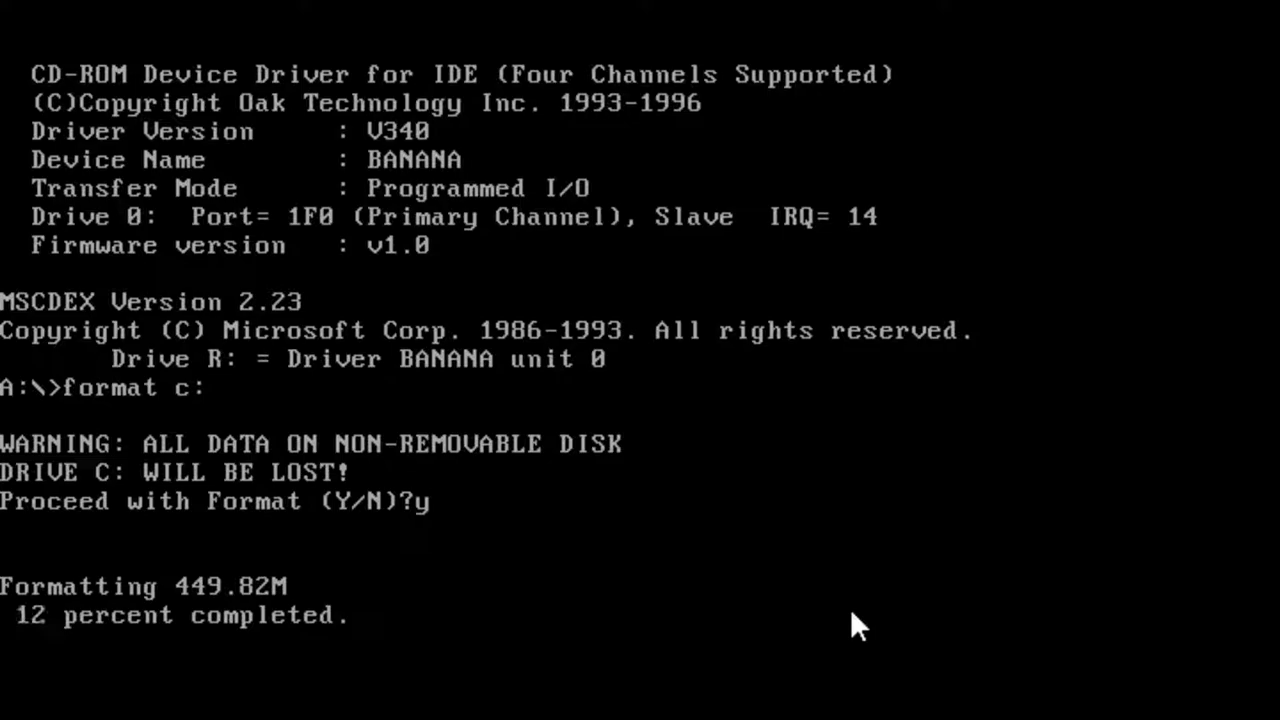 CD-ROM Device Driver for IDE (Four Channels Supported)
(C)Copyright Oak Technology Inc. 1993-1996
Driver Version : V340
Device Name : BANANA
Transfer Mode : Programmed I/O
Drive 0: Port= 1F0 (Primary Channel), Slave IRQ= 14
Firmware version : v1.0
MSCDEX Version 2.23
Copyright (C) Microsoft Corp. 1986-1993. All rights reserved.
Drive R: = Driver BANANA unit 0
A:\>format c:
WARNING: ALL DATA ON NON-REMOVABLE DISK
DRIVE C: WILL BE LOST!
Proceed with Format (Y/N)?y
Formatting 449.82M
12 percent completed.